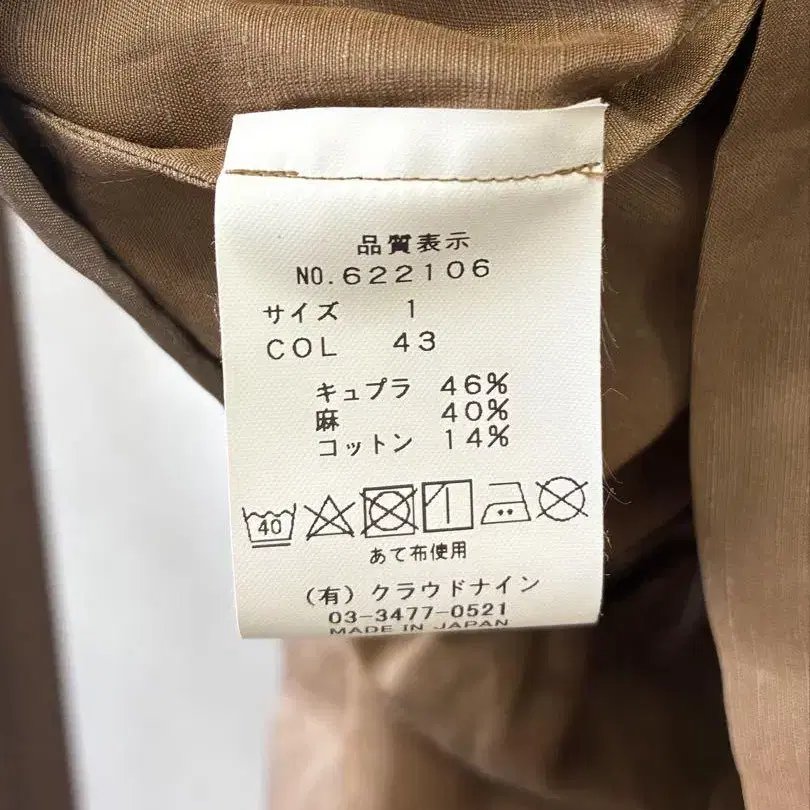 品質表示
NO.622106
サイズ 1
COL 43
キュプラ 46%
麻 40%
コットン 14%
40
あて布使用
(有)クラウドナイン
03-3477-0521
MADE IN JAPAN